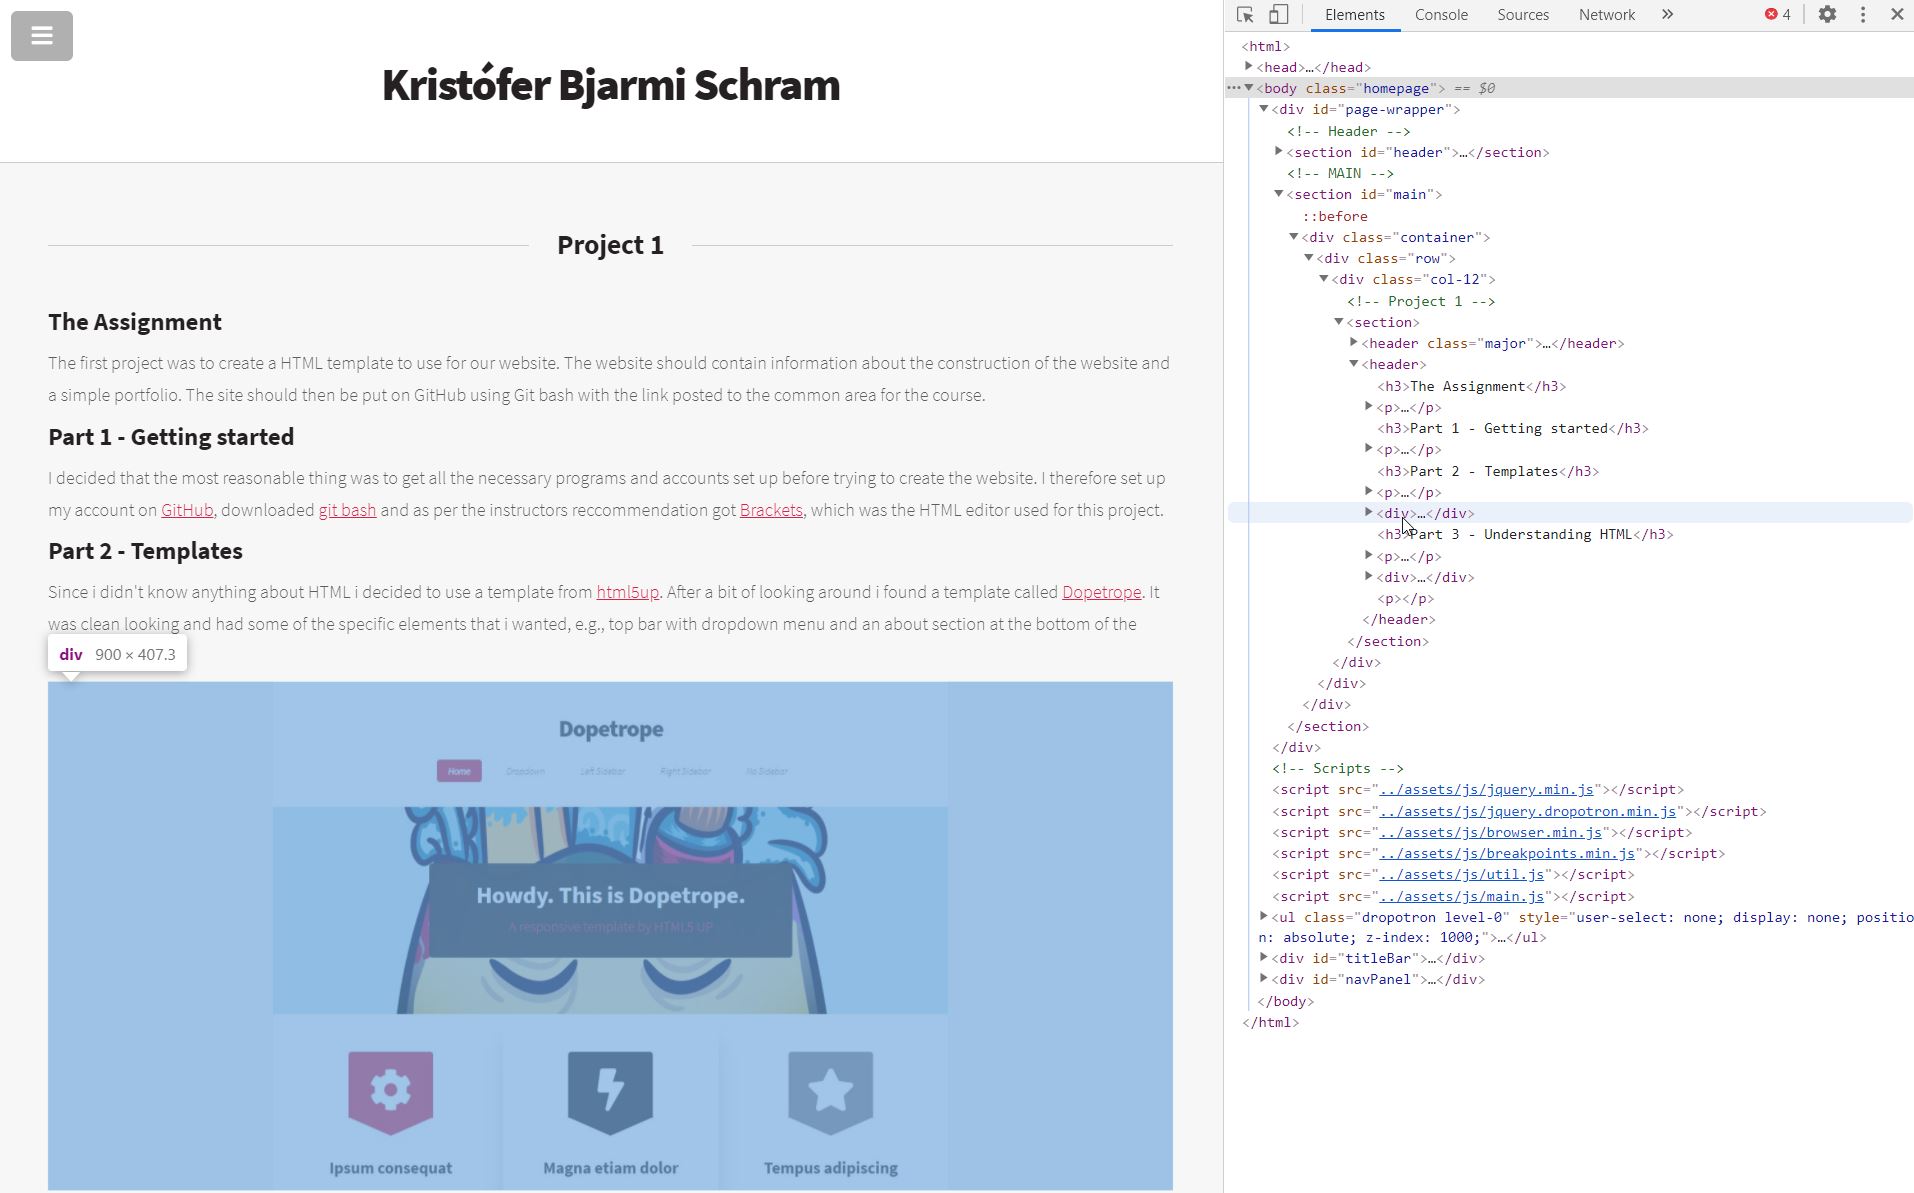 Kristófer Bjarmi Schram
Project 1
The Assignment
The first project was to create a HTML template to use for our website. The website should contain information about the construction of the website and
a simple portfolio. The site should then be put on GitHub using Git bash with the link posted to the common area for the course.
Part 1 - Getting started
I decided that the most reasonable thing was to get all the necessary programs and accounts set up before trying to create the website. I therefore set up
my account on GitHub, downloaded git bash and as per the instructors reccommendation got Brackets, which was the HTML editor used for this project.
Part 2 - Templates
Since i didn't know anything about HTML i decided to use a template from html5up. After a bit of looking around i found a template called Dopetrope. It
was clean looking and had some of the specific elements that i wanted, e.g., top bar with dropdown menu and an about section at the bottom of the
div 900 × 407.3
Dopetrope
Home Dropdown Left Sidebar Right Sidebar No Sidebar
Howdy. This is Dopetrope.
A responsive template by HTML5 UP
Ipsum consequat Magna etiam dolor Tempus adipiscing
Elements Console Sources Network » 4
<html>
<head>…</head>
<body class="homepage"> == $0
<div id="page-wrapper">
<!-- Header -->
<section id="header">…</section>
<!-- MAIN -->
<section id="main">
::before
<div class="container">
<div class="row">
<div class="col-12">
<!-- Project 1 -->
<section>
<header class="major">…</header>
<header>
<h3>The Assignment</h3>
<p>…</p>
<h3>Part 1 - Getting started</h3>
<p>…</p>
<h3>Part 2 - Templates</h3>
<p>…</p>
<div>…</div>
<h3>Part 3 - Understanding HTML</h3>
<p>…</p>
<div>…</div>
<p></p>
</header>
</section>
</div>
</div>
</div>
</section>
</div>
<!-- Scripts -->
<script src="../assets/js/jquery.min.js"></script>
<script src="../assets/js/jquery.dropotron.min.js"></script>
<script src="../assets/js/browser.min.js"></script>
<script src="../assets/js/breakpoints.min.js"></script>
<script src="../assets/js/util.js"></script>
<script src="../assets/js/main.js"></script>
<ul class="dropotron level-0" style="user-select: none; display: none; positio
n: absolute; z-index: 1000;">…</ul>
<div id="titleBar">…</div>
<div id="navPanel">…</div>
</body>
</html>